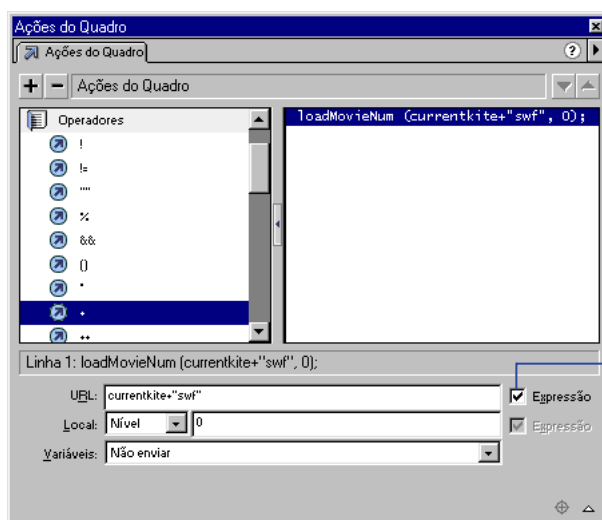 Ações do Quadro
Ações do Quadro ?
+ - Ações do Quadro
Operadores
!
!=
""
%
&&
()
*
+
++
loadMovieNum (currentkite+"swf", 0);
Linha 1: loadMovieNum (currentkite+"swf", 0);
URL: currentkite+"swf" Expressão
Local: Nível 0 Expressão
Variáveis: Não enviar